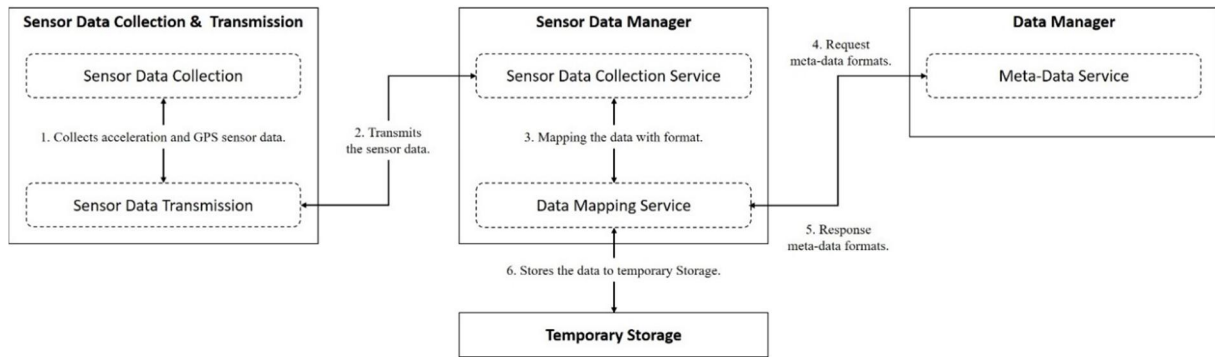 Sensor Data Collection & Transmission
Sensor Data Collection
1. Collects acceleration and GPS sensor data.
Sensor Data Transmission
2. Transmits
the sensor data.
Sensor Data Manager
Sensor Data Collection Service
3. Mapping the data with format.
Data Mapping Service
4. Request
meta-data formats.
5. Response
meta-data formats.
Data Manager
Meta-Data Service
6. Stores the data to temporary Storage.
Temporary Storage